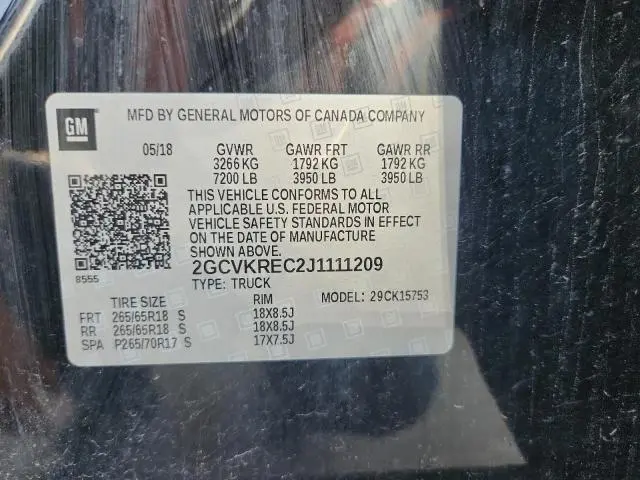 GM
MFD BY GENERAL MOTORS OF CANADA COMPANY
05/18 GVWR GAWR FRT GAWR RR
3266 KG 1792 KG 1792 KG
7200 LB 3950 LB 3950 LB
THIS VEHICLE CONFORMS TO ALL
APPLICABLE U.S. FEDERAL MOTOR
VEHICLE SAFETY STANDARDS IN EFFECT
ON THE DATE OF MANUFACTURE
SHOWN ABOVE.
8555
2GCVKREC2J1111209
TYPE: TRUCK
TIRE SIZE RIM MODEL: 29CK15753
FRT 265/65R18 S 18X8.5J
RR 265/65R18 S 18X8.5J
SPA P265/70R17 S 17X7.5J